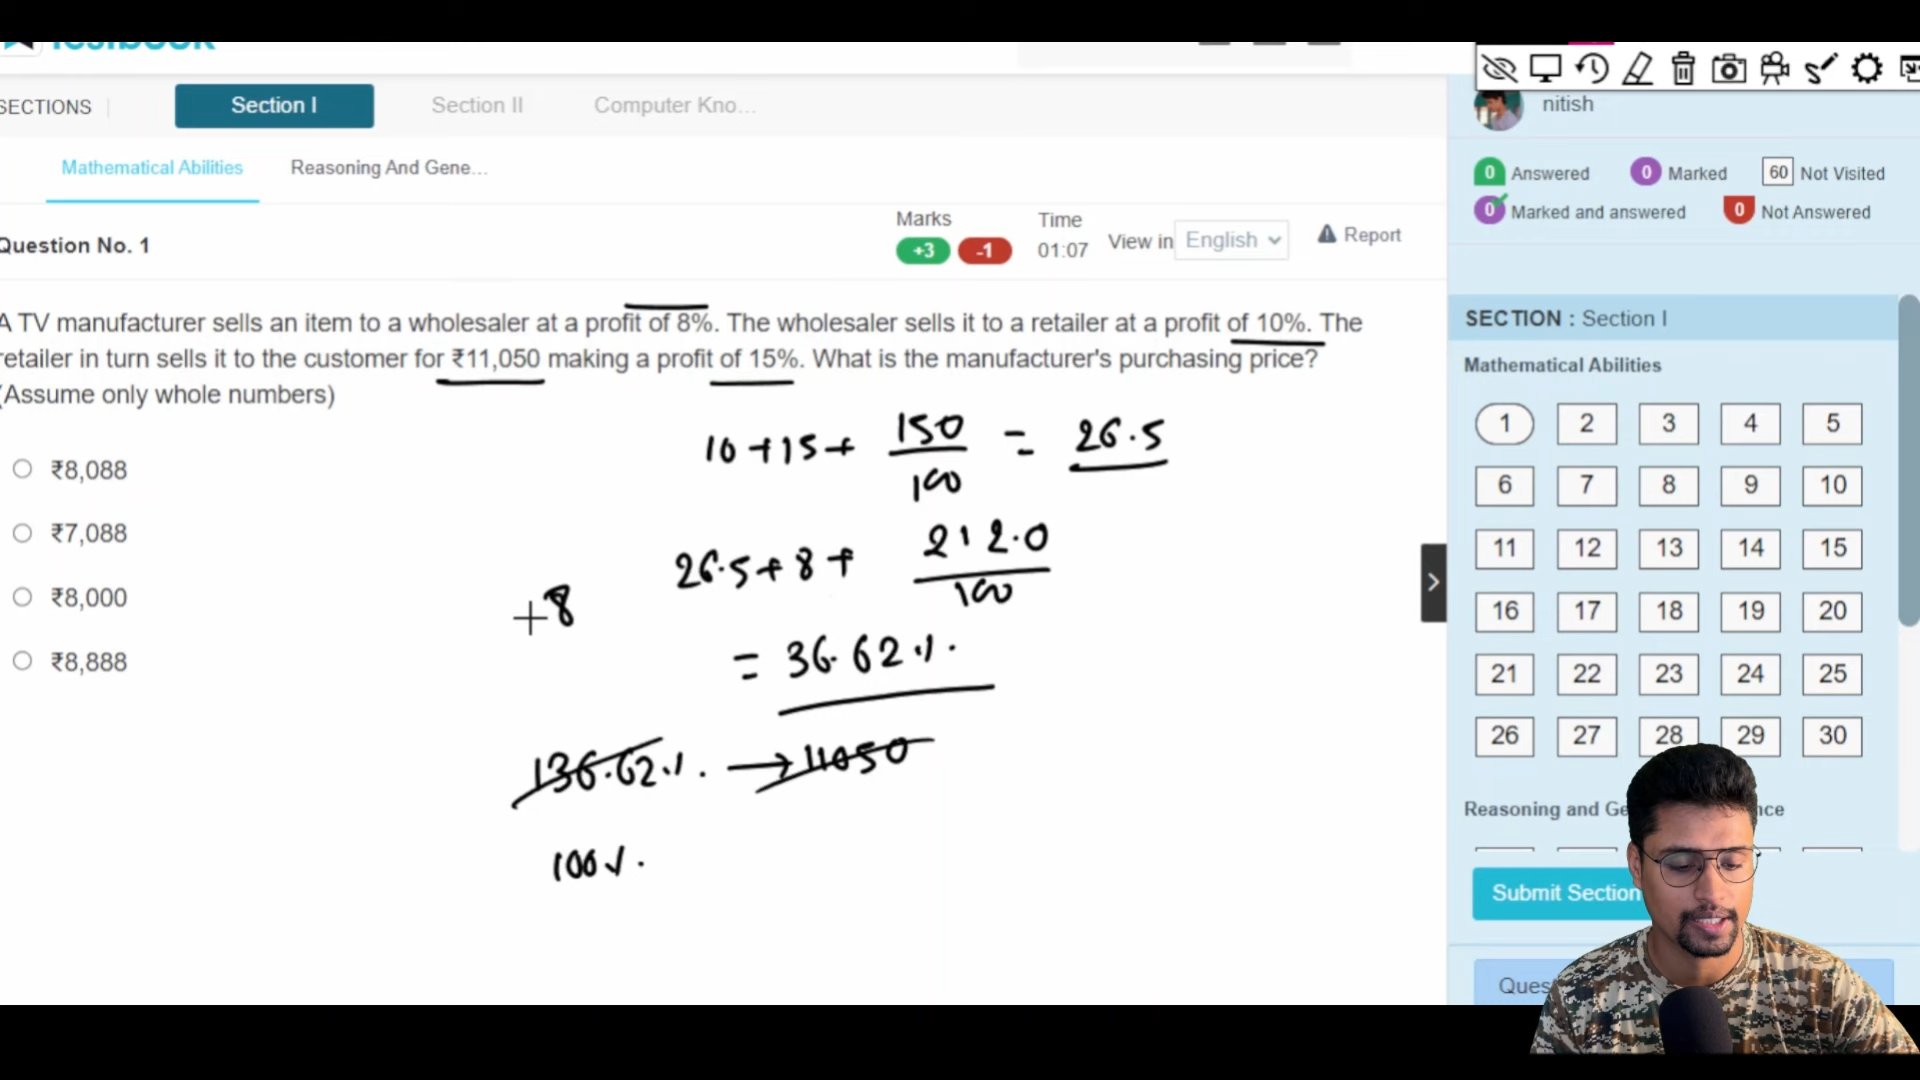 Testbook
SECTIONS
Section I
Section II
Computer Kno...
nitish
Mathematical Abilities
Reasoning And Gene...
0 Answered
0 Marked
60 Not Visited
0 Marked and answered
0 Not Answered
Question No. 1
Marks
+3 -1
Time
01:07
View in English
Report
A TV manufacturer sells an item to a wholesaler at a profit of 8%. The wholesaler sells it to a retailer at a profit of 10%. The
retailer in turn sells it to the customer for ₹11,050 making a profit of 15%. What is the manufacturer's purchasing price?
(Assume only whole numbers)
₹8,088
₹7,088
₹8,000
₹8,888
10+15+ 150/100 = 26.5
26.5+8+ 212.0/100
+8
= 36.62%
136.62% → 11050
100%
SECTION : Section I
Mathematical Abilities
1 2 3 4 5
6 7 8 9 10
11 12 13 14 15
16 17 18 19 20
21 22 23 24 25
26 27 28 29 30
Reasoning and Ge nce
Submit Section
Ques